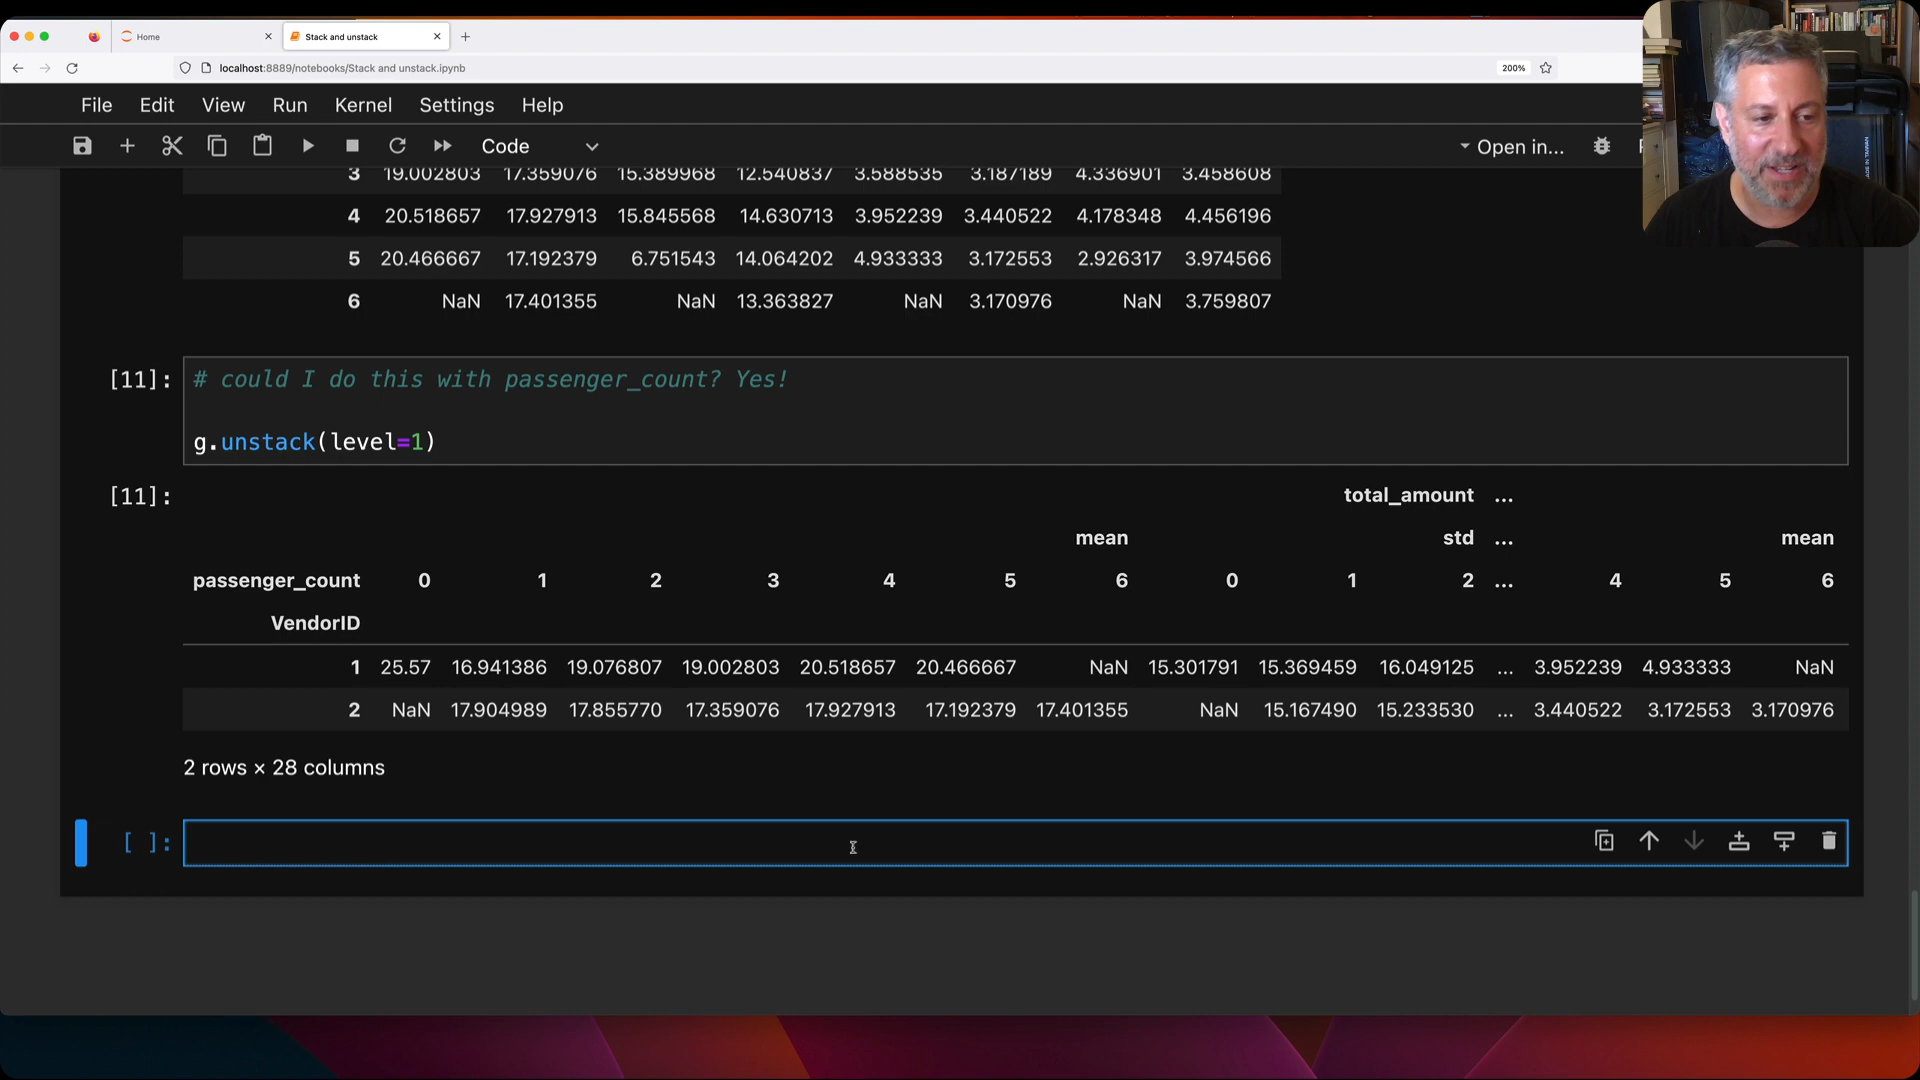 Home
Stack and unstack
localhost:8889/notebooks/Stack and unstack.ipynb
200%
File Edit View Run Kernel Settings Help
Code
Open in...
3 19.002803 17.359076 15.389968 12.540837 3.588535 3.187189 4.336901 3.458608
4 20.518657 17.927913 15.845568 14.630713 3.952239 3.440522 4.178348 4.456196
5 20.466667 17.192379 6.751543 14.064202 4.933333 3.172553 2.926317 3.974566
6 NaN 17.401355 NaN 13.363827 NaN 3.170976 NaN 3.759807
[11]: # could I do this with passenger_count? Yes!
g.unstack(level=1)
[11]: total_amount ...
mean std ... mean
passenger_count 0 1 2 3 4 5 6 0 1 2 ... 4 5 6
VendorID
1 25.57 16.941386 19.076807 19.002803 20.518657 20.466667 NaN 15.301791 15.369459 16.049125 ... 3.952239 4.933333 NaN
2 NaN 17.904989 17.855770 17.359076 17.927913 17.192379 17.401355 NaN 15.167490 15.233530 ... 3.440522 3.172553 3.170976
2 rows × 28 columns
[ ]: